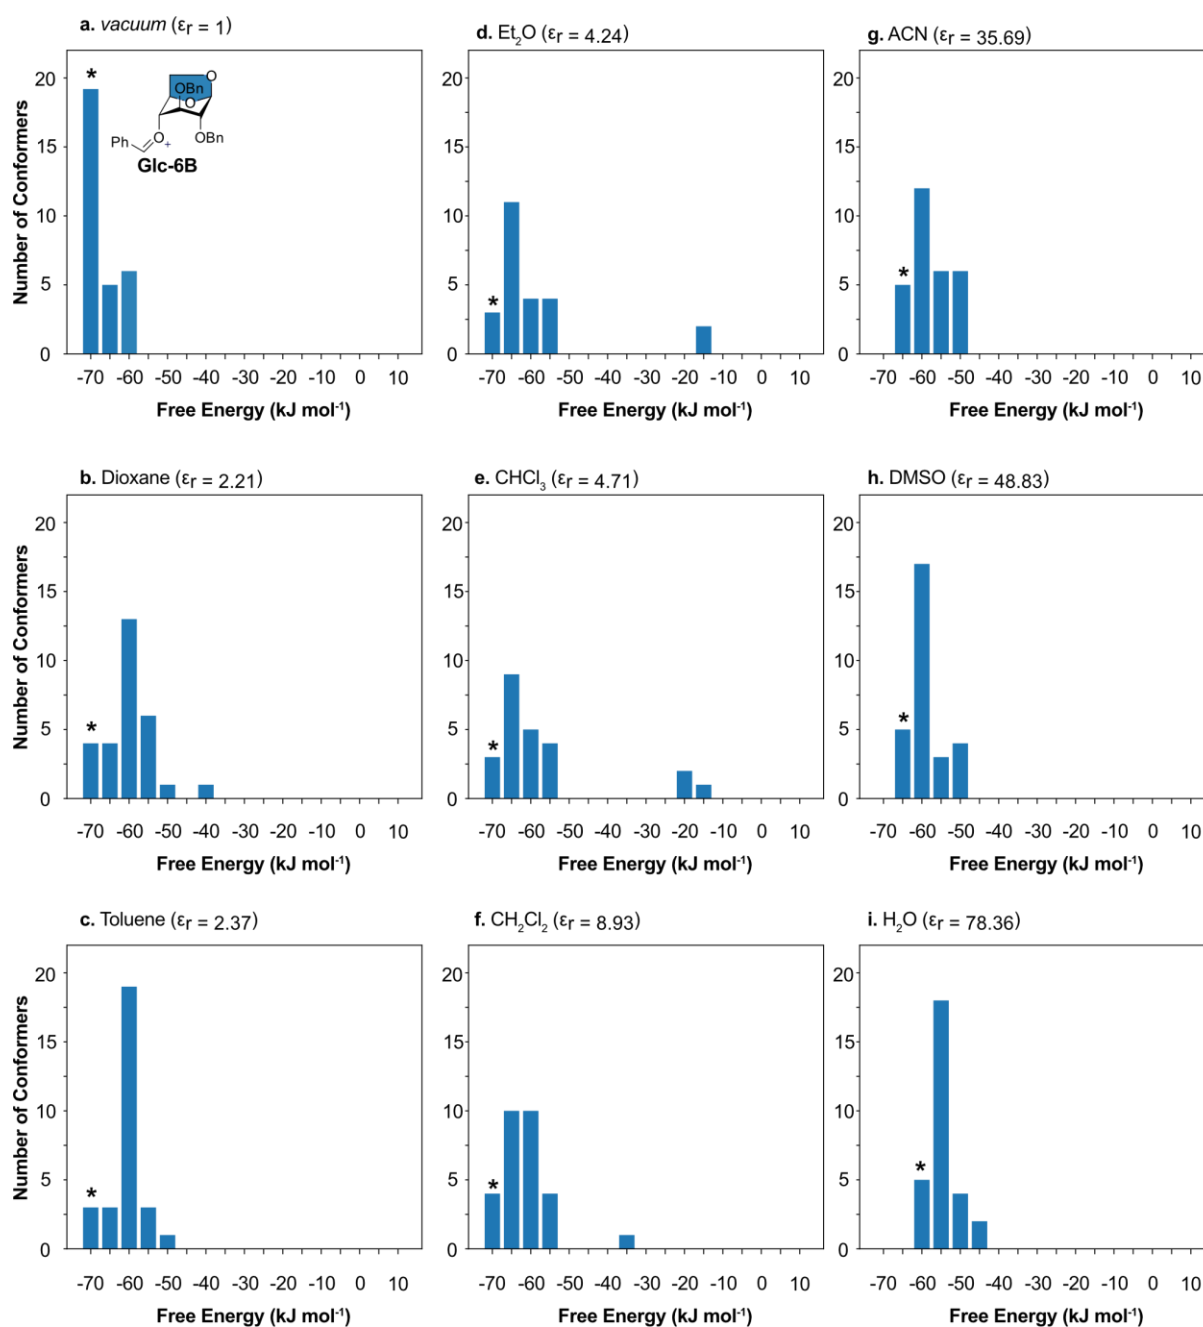 a. vacuum (εr = 1)
Number of Conformers
20
15
10
5
0
*
O
OBn
O
O
+
OBn
Ph
Glc-6B
-70 -60 -50 -40 -30 -20 -10 0 10
Free Energy (kJ mol⁻¹)
d. Et₂O (εr = 4.24)
20
15
10
5
0
*
-70 -60 -50 -40 -30 -20 -10 0 10
Free Energy (kJ mol⁻¹)
g. ACN (εr = 35.69)
20
15
10
5
0
*
-70 -60 -50 -40 -30 -20 -10 0 10
Free Energy (kJ mol⁻¹)
b. Dioxane (εr = 2.21)
Number of Conformers
20
15
10
5
0
*
-70 -60 -50 -40 -30 -20 -10 0 10
Free Energy (kJ mol⁻¹)
e. CHCl₃ (εr = 4.71)
20
15
10
5
0
*
-70 -60 -50 -40 -30 -20 -10 0 10
Free Energy (kJ mol⁻¹)
h. DMSO (εr = 48.83)
20
15
10
5
0
*
-70 -60 -50 -40 -30 -20 -10 0 10
Free Energy (kJ mol⁻¹)
c. Toluene (εr = 2.37)
Number of Conformers
20
15
10
5
0
*
-70 -60 -50 -40 -30 -20 -10 0 10
Free Energy (kJ mol⁻¹)
f. CH₂Cl₂ (εr = 8.93)
20
15
10
5
0
*
-70 -60 -50 -40 -30 -20 -10 0 10
Free Energy (kJ mol⁻¹)
i. H₂O (εr = 78.36)
20
15
10
5
0
*
-70 -60 -50 -40 -30 -20 -10 0 10
Free Energy (kJ mol⁻¹)